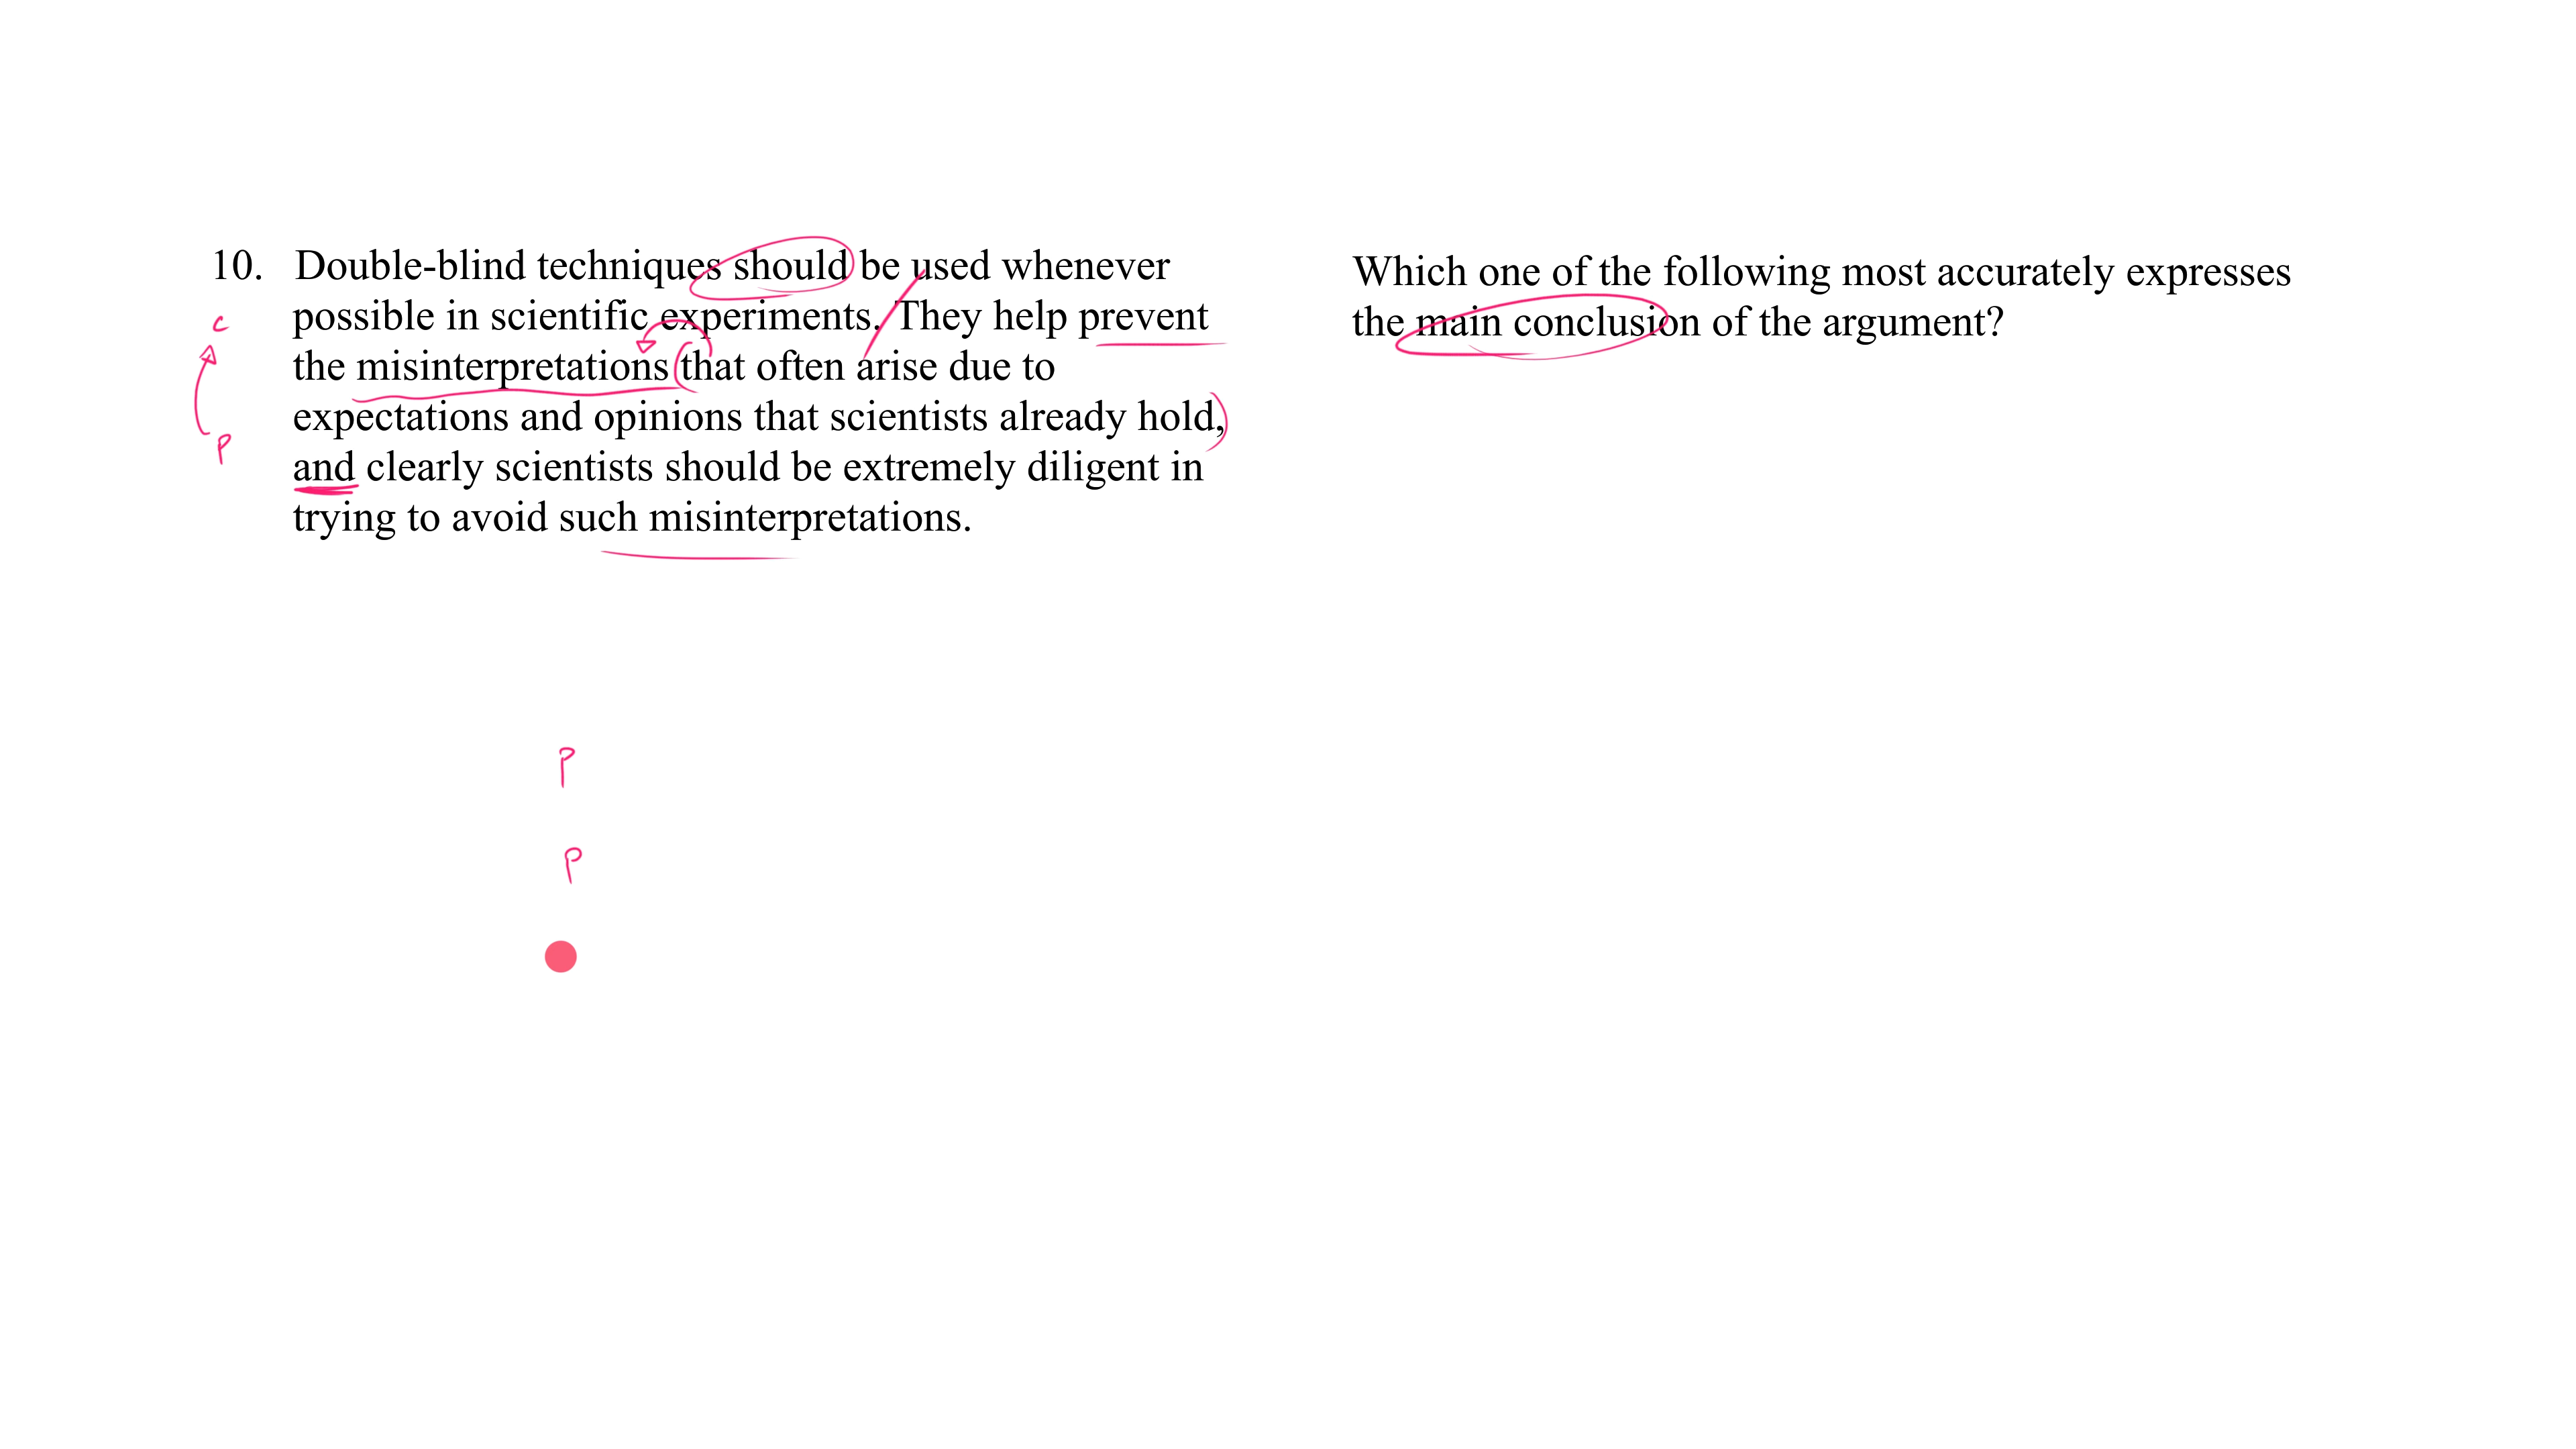 10. Double-blind techniques should be used whenever
possible in scientific experiments. They help prevent
the misinterpretations that often arise due to
expectations and opinions that scientists already hold,
and clearly scientists should be extremely diligent in
trying to avoid such misinterpretations.
C
P
P
P
Which one of the following most accurately expresses
the main conclusion of the argument?